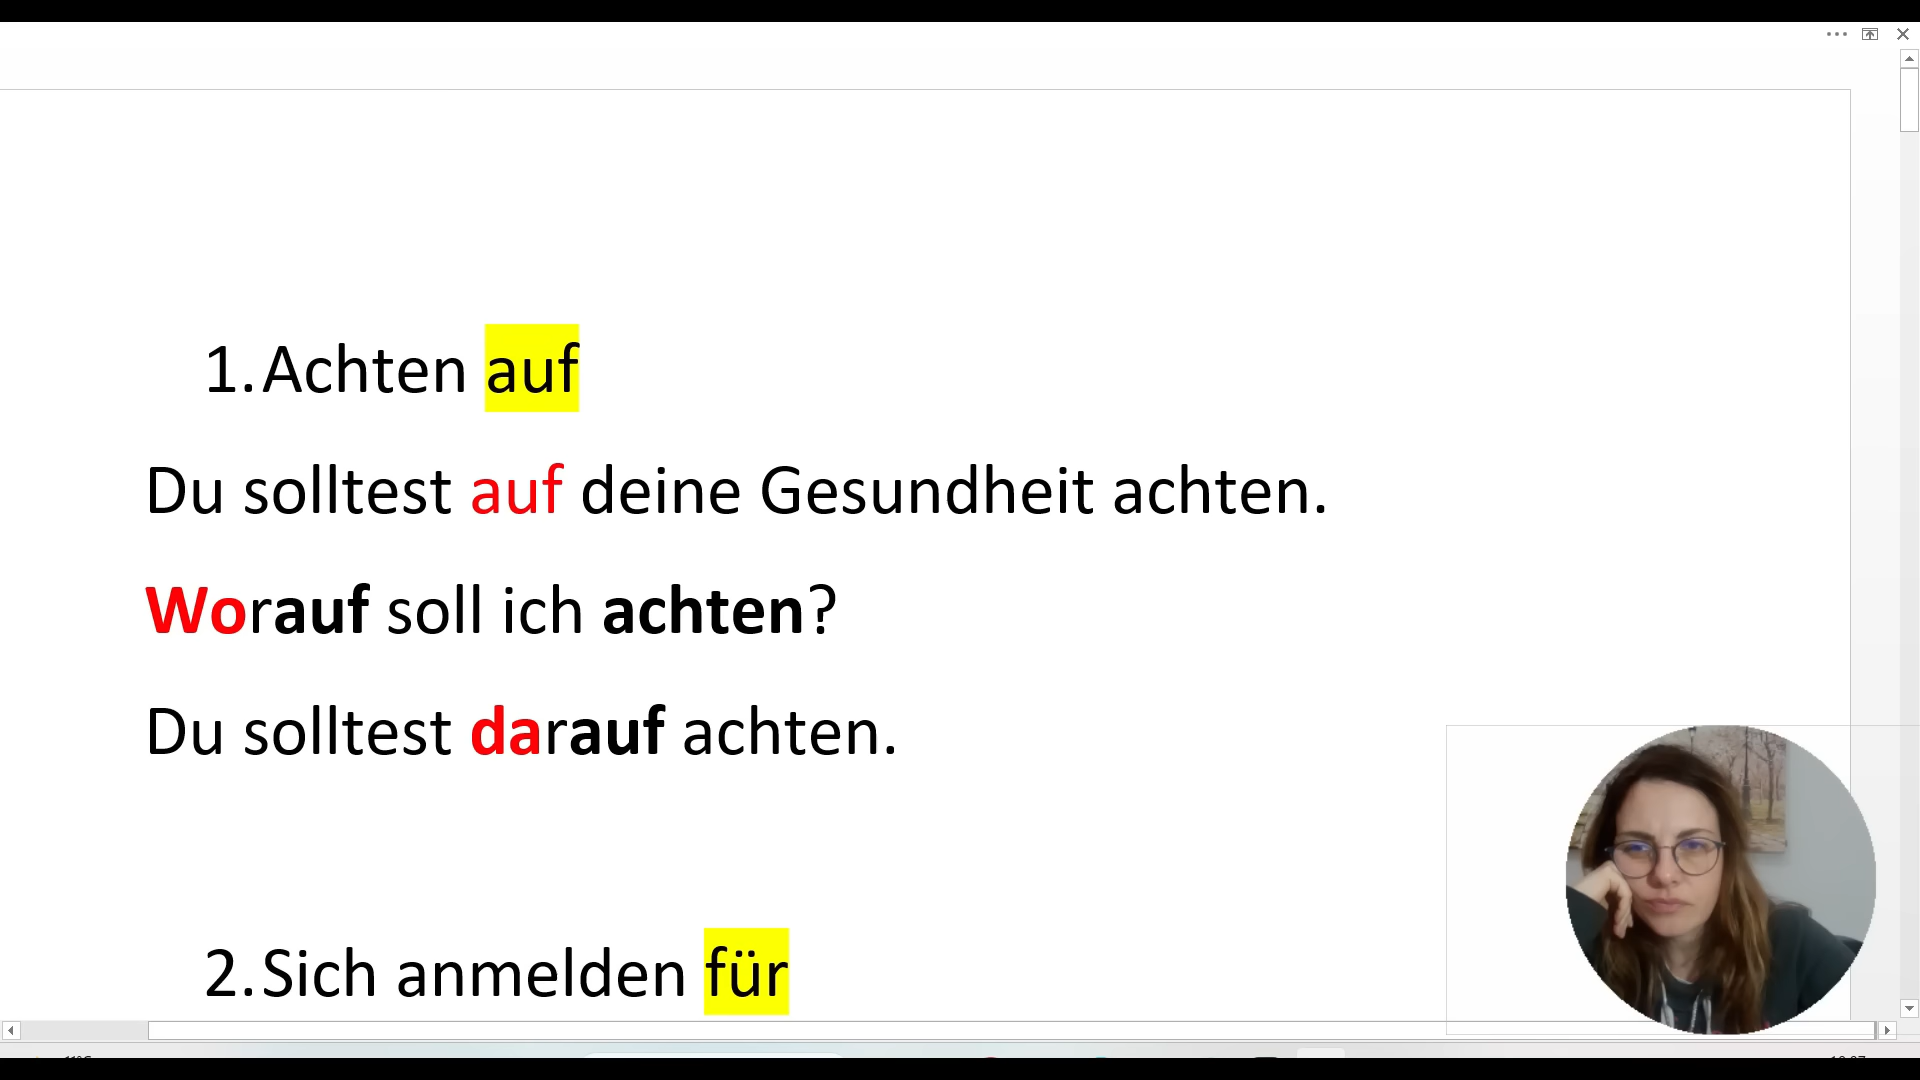 1. Achten auf
Du solltest auf deine Gesundheit achten.
Worauf soll ich achten?
Du solltest darauf achten.
2. Sich anmelden für